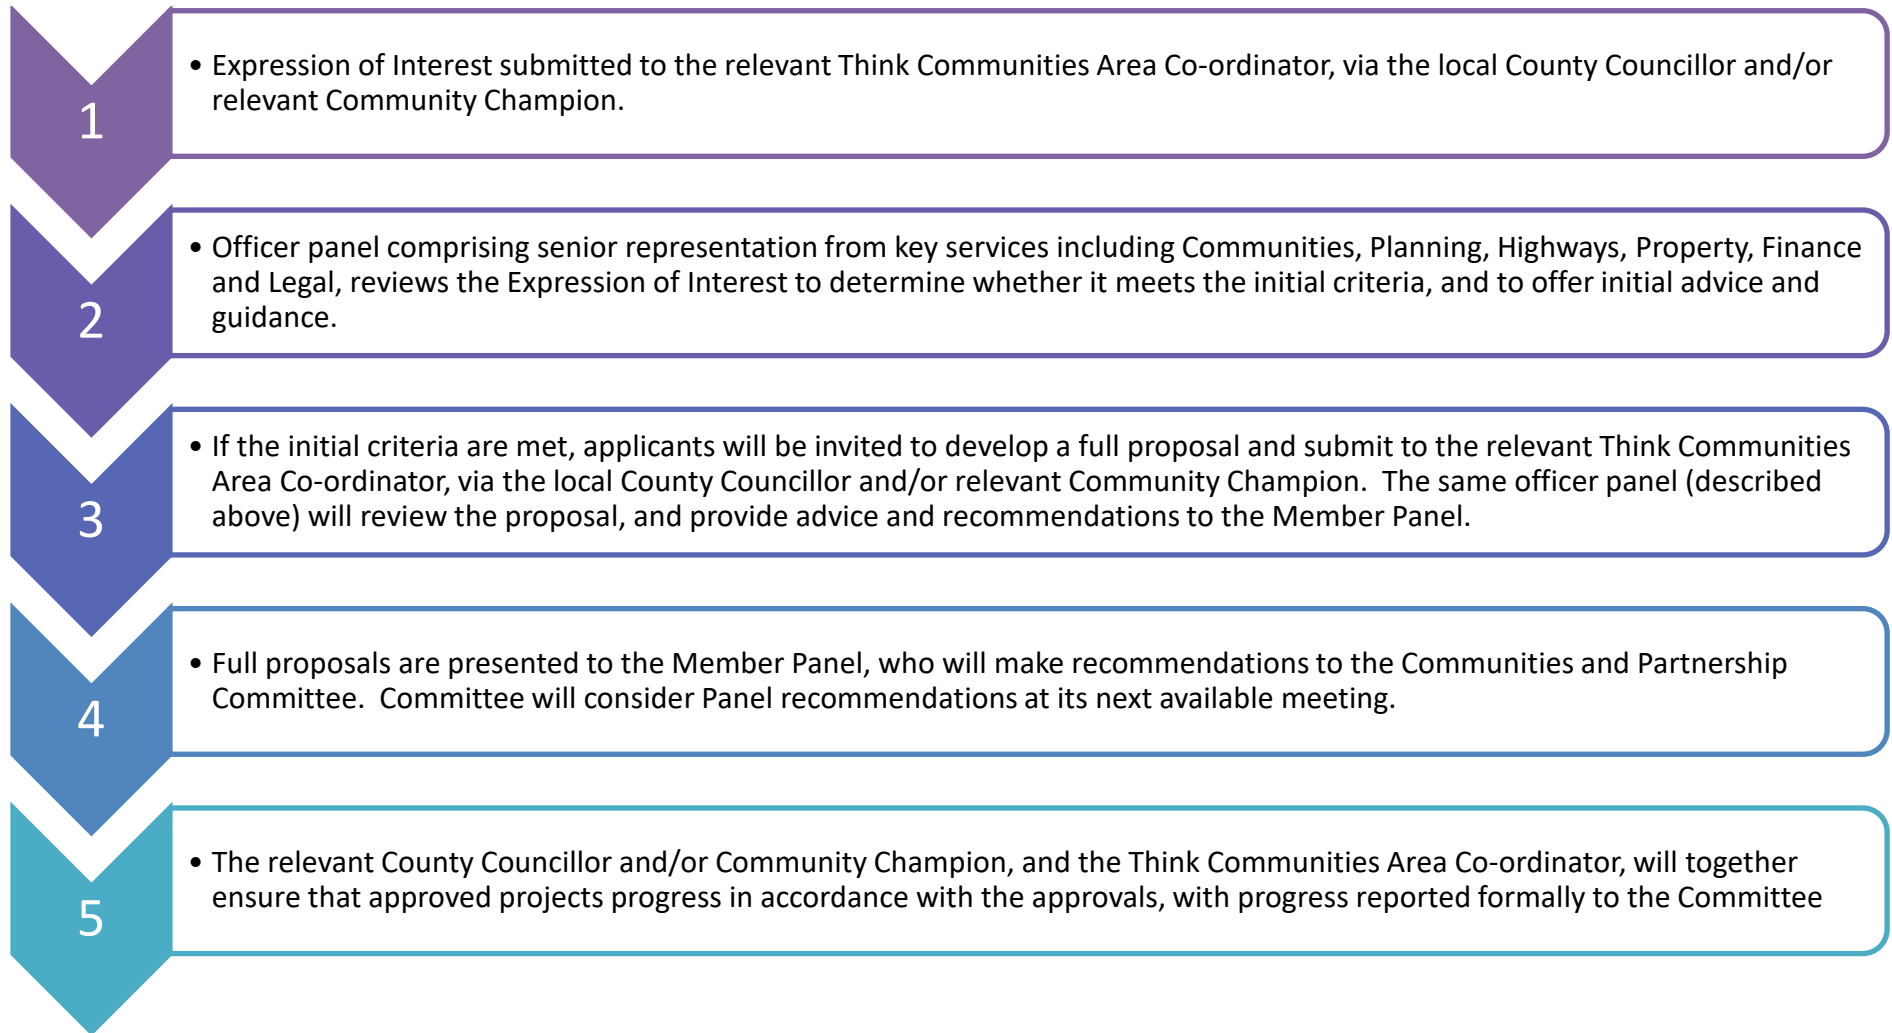 1
• Expression of Interest submitted to the relevant Think Communities Area Co-ordinator, via the local County Councillor and/or
relevant Community Champion.
2
• Officer panel comprising senior representation from key services including Communities, Planning, Highways, Property, Finance
and Legal, reviews the Expression of Interest to determine whether it meets the initial criteria, and to offer initial advice and
guidance.
3
• If the initial criteria are met, applicants will be invited to develop a full proposal and submit to the relevant Think Communities
Area Co-ordinator, via the local County Councillor and/or relevant Community Champion.  The same officer panel (described
above) will review the proposal, and provide advice and recommendations to the Member Panel.
4
• Full proposals are presented to the Member Panel, who will make recommendations to the Communities and Partnership
Committee.  Committee will consider Panel recommendations at its next available meeting.
5
• The relevant County Councillor and/or Community Champion, and the Think Communities Area Co-ordinator, will together
ensure that approved projects progress in accordance with the approvals, with progress reported formally to the Committee